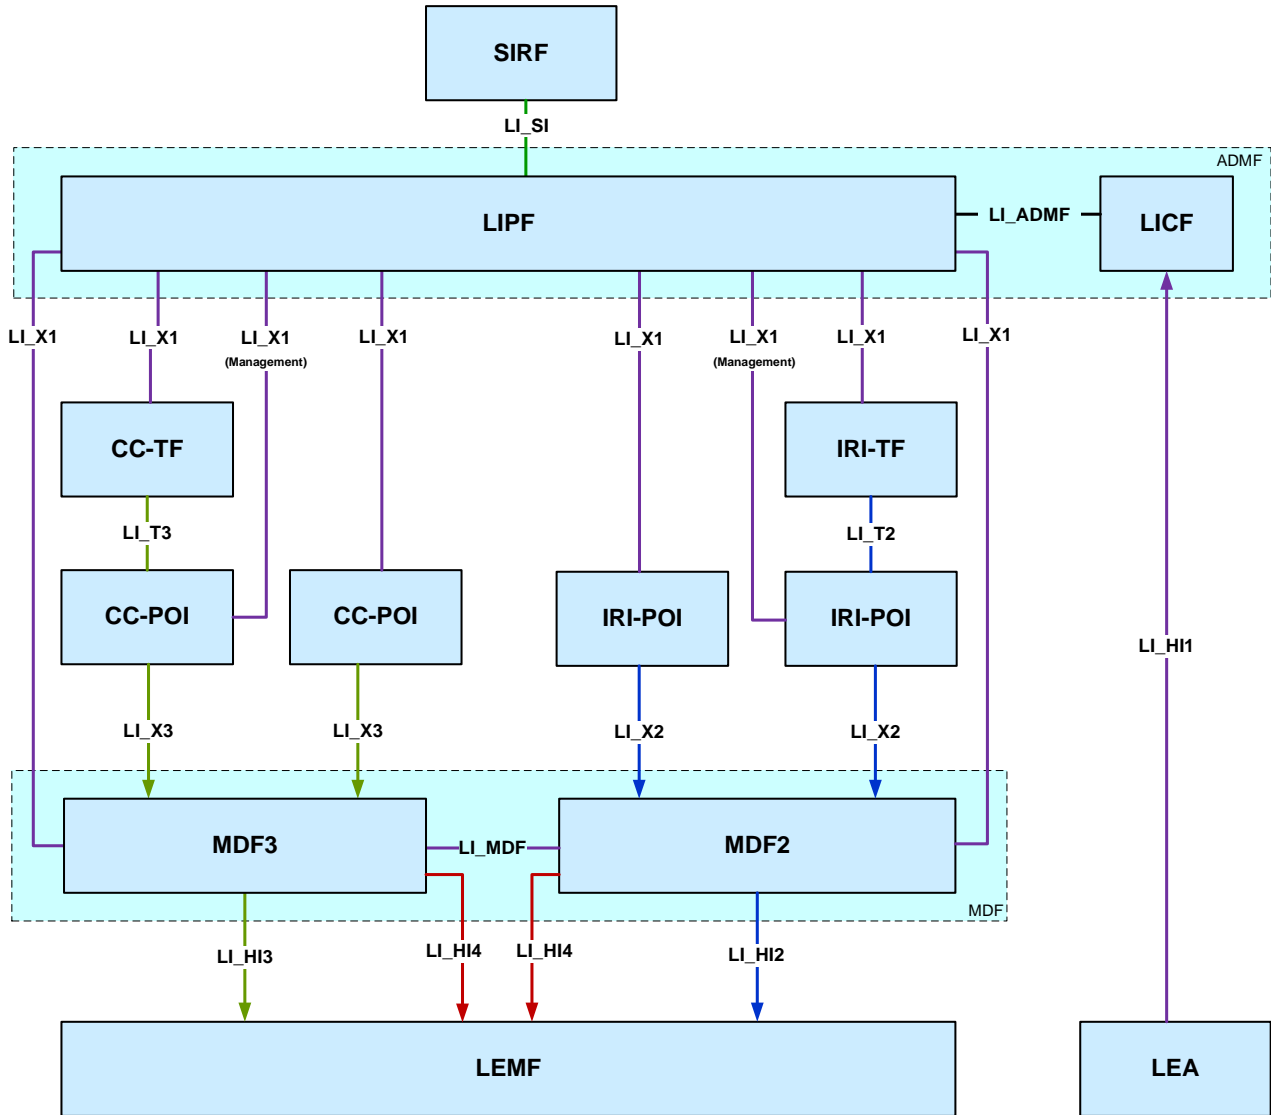 SIRF
LI_SI
ADMF
LIPF
LI_ADMF
LICF
LI_X1
LI_X1
LI_X1
(Management)
LI_X1
LI_X1
LI_X1
(Management)
LI_X1
LI_X1
CC-TF
IRI-TF
LI_T3
LI_T2
CC-POI
CC-POI
IRI-POI
IRI-POI
LI_HI1
LI_X3
LI_X3
LI_X2
LI_X2
MDF3
LI_MDF
MDF2
MDF
LI_HI3
LI_HI4
LI_HI4
LI_HI2
LEMF
LEA